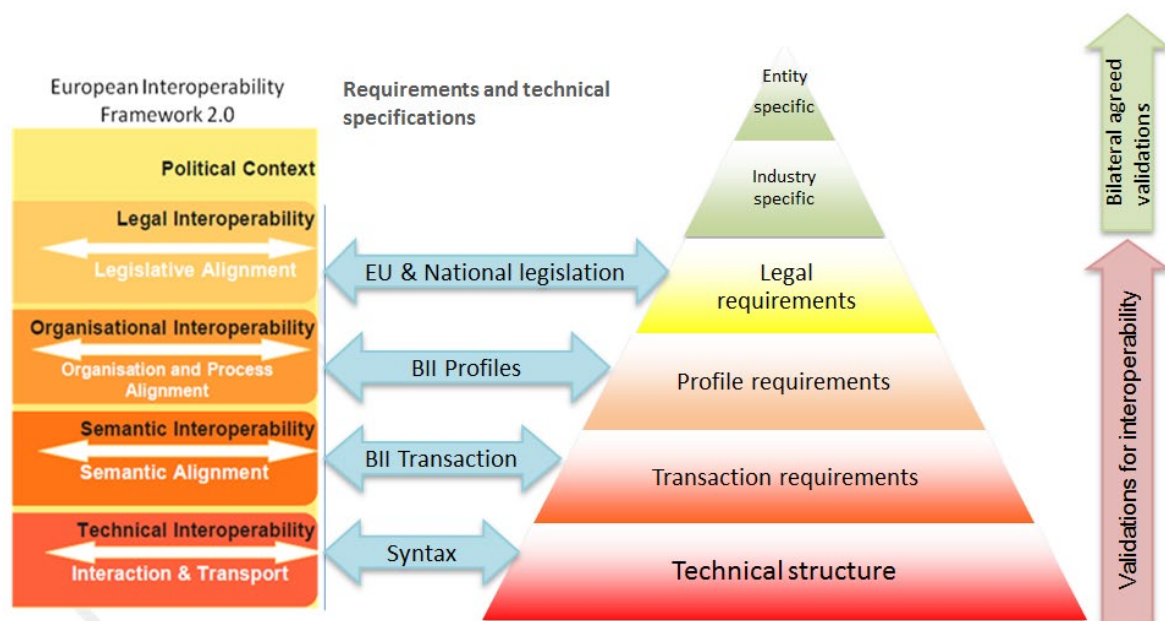 European Interoperability
Framework 2.0
Political Context
Legal Interoperability
Legislative Alignment
Organisational Interoperability
Organisation and Process
Alignment
Semantic Interoperability
Semantic Alignment
Technical Interoperability
Interaction & Transport
Requirements and technical
specifications
EU & National legislation
BII Profiles
BII Transaction
Syntax
Entity
specific
Industry
specific
Legal
requirements
Profile requirements
Transaction requirements
Technical structure
Bilateral agreed
validations
Validations for interoperability